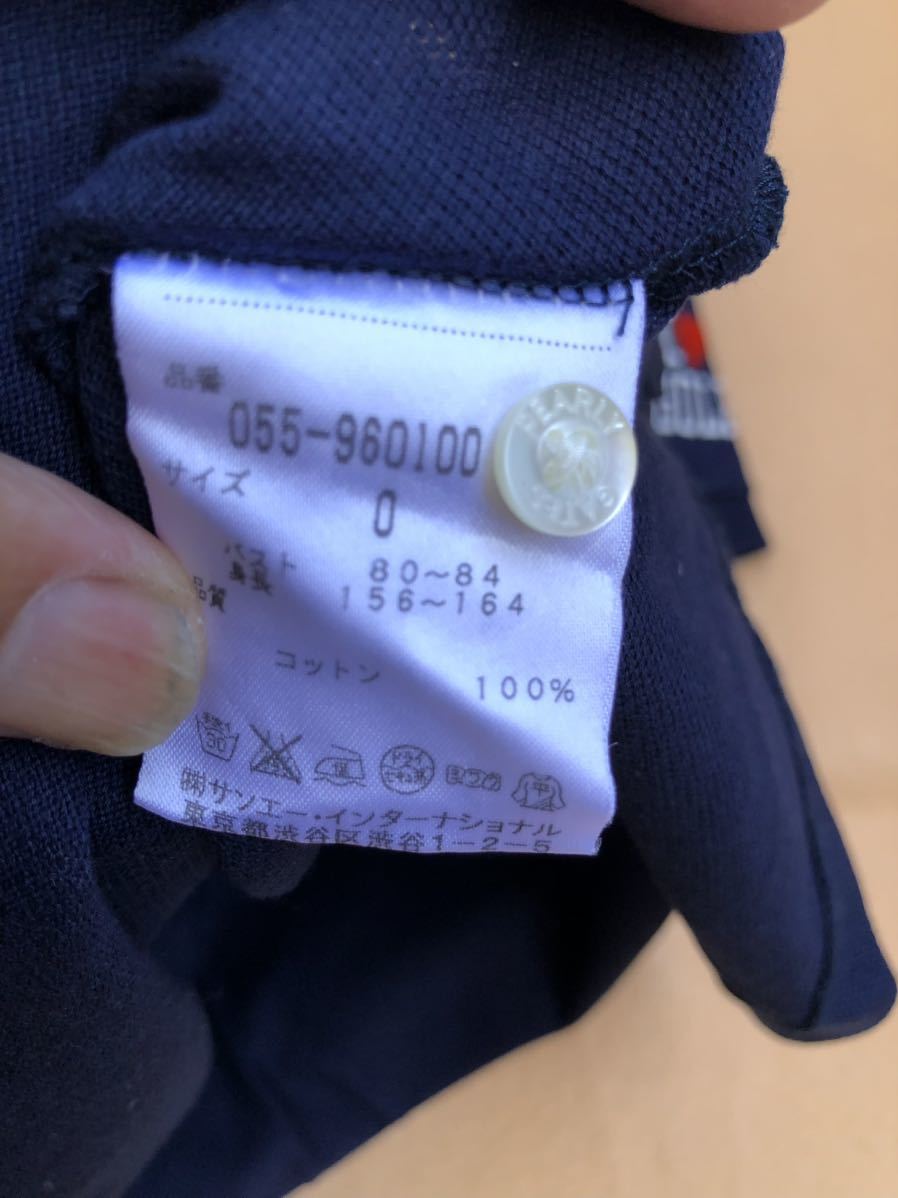 品番
055-960100
サイズ
0
バスト 80~84
身長 156~164
品質
コットン 100%
30
ドライ
中
㈱サンエー・インターナショナル
東京都渋谷区渋谷1-2-5
PEARLY
GATES
GOLF